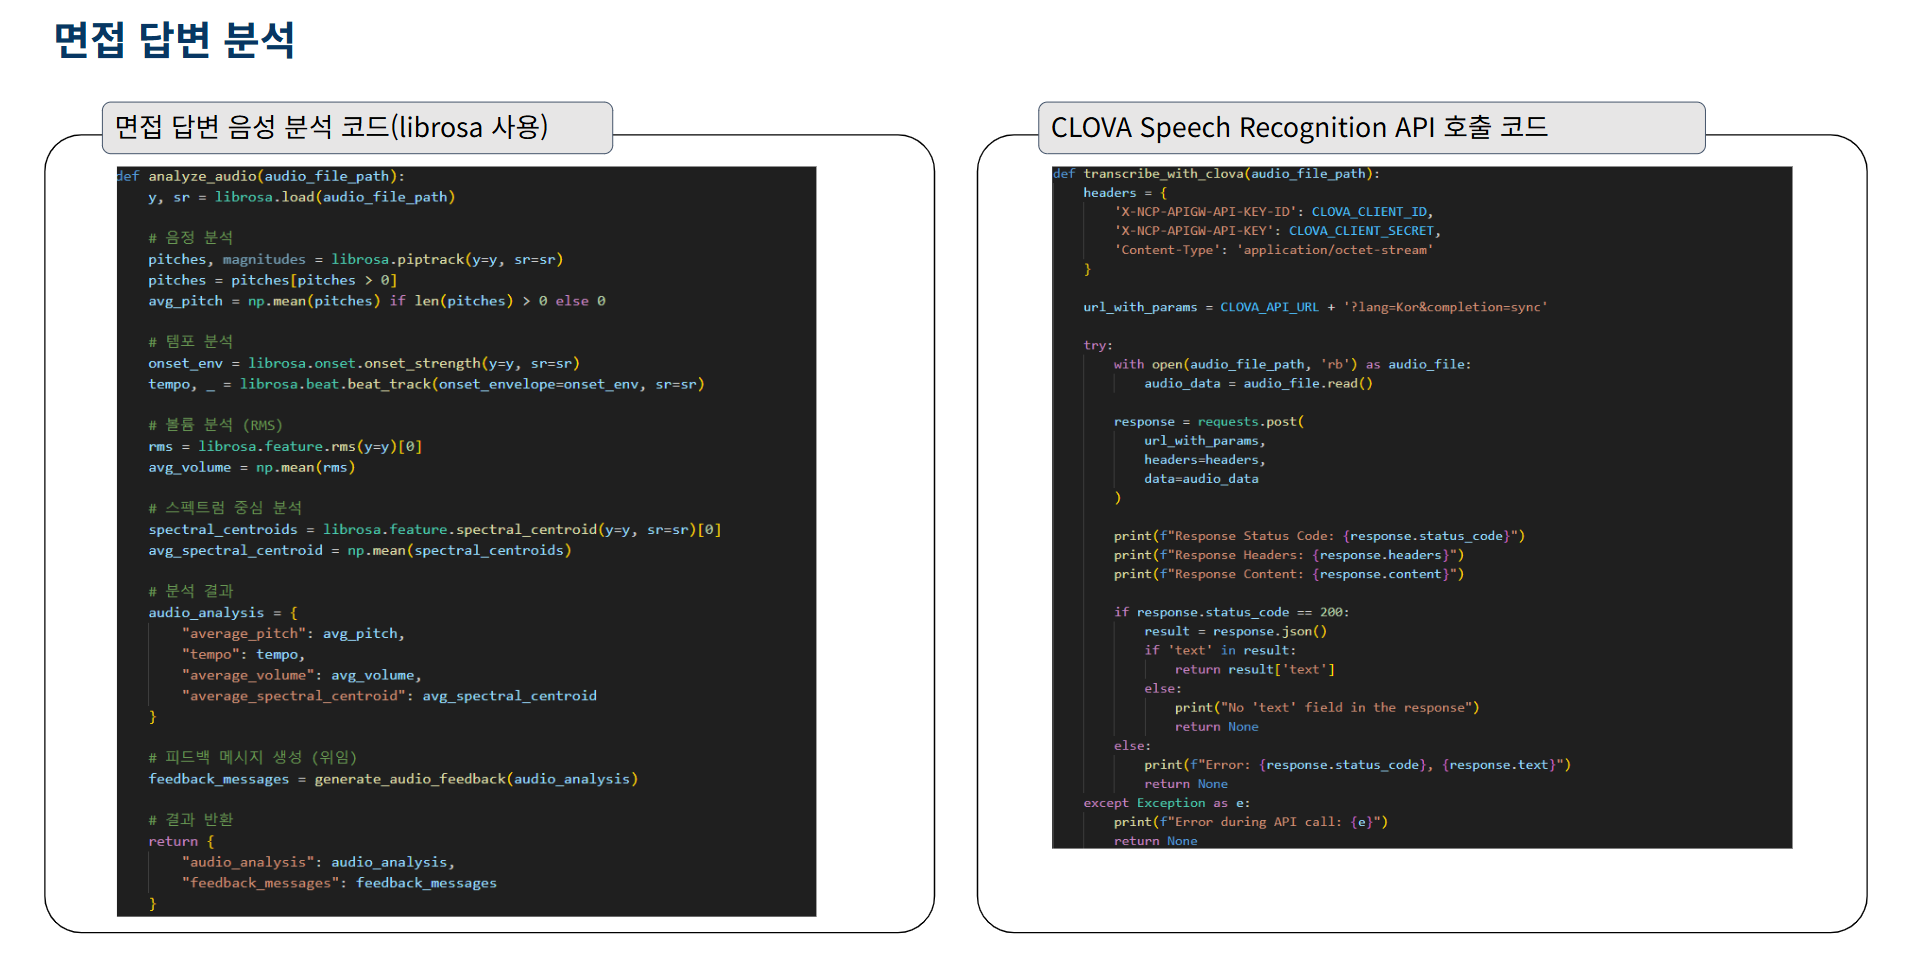 면접 답변 분석
면접 답변 음성 분석 코드(librosa 사용)
def analyze_audio(audio_file_path):
    y, sr = librosa.load(audio_file_path)

    # 음정 분석
    pitches, magnitudes = librosa.piptrack(y=y, sr=sr)
    pitches = pitches[pitches > 0]
    avg_pitch = np.mean(pitches) if len(pitches) > 0 else 0

    # 템포 분석
    onset_env = librosa.onset.onset_strength(y=y, sr=sr)
    tempo, _ = librosa.beat.beat_track(onset_envelope=onset_env, sr=sr)

    # 볼륨 분석 (RMS)
    rms = librosa.feature.rms(y=y)[0]
    avg_volume = np.mean(rms)

    # 스펙트럼 중심 분석
    spectral_centroids = librosa.feature.spectral_centroid(y=y, sr=sr)[0]
    avg_spectral_centroid = np.mean(spectral_centroids)

    # 분석 결과
    audio_analysis = {
        "average_pitch": avg_pitch,
        "tempo": tempo,
        "average_volume": avg_volume,
        "average_spectral_centroid": avg_spectral_centroid
    }

    # 피드백 메시지 생성 (위임)
    feedback_messages = generate_audio_feedback(audio_analysis)

    # 결과 반환
    return {
        "audio_analysis": audio_analysis,
        "feedback_messages": feedback_messages
    }
CLOVA Speech Recognition API 호출 코드
def transcribe_with_clova(audio_file_path):
    headers = {
        'X-NCP-APIGW-API-KEY-ID': CLOVA_CLIENT_ID,
        'X-NCP-APIGW-API-KEY': CLOVA_CLIENT_SECRET,
        'Content-Type': 'application/octet-stream'
    }

    url_with_params = CLOVA_API_URL + '?lang=Kor&completion=sync'

    try:
        with open(audio_file_path, 'rb') as audio_file:
            audio_data = audio_file.read()

        response = requests.post(
            url_with_params,
            headers=headers,
            data=audio_data
        )

        print(f"Response Status Code: {response.status_code}")
        print(f"Response Headers: {response.headers}")
        print(f"Response Content: {response.content}")

        if response.status_code == 200:
            result = response.json()
            if 'text' in result:
                return result['text']
            else:
                print("No 'text' field in the response")
                return None
        else:
            print(f"Error: {response.status_code}, {response.text}")
            return None
    except Exception as e:
        print(f"Error during API call: {e}")
        return None